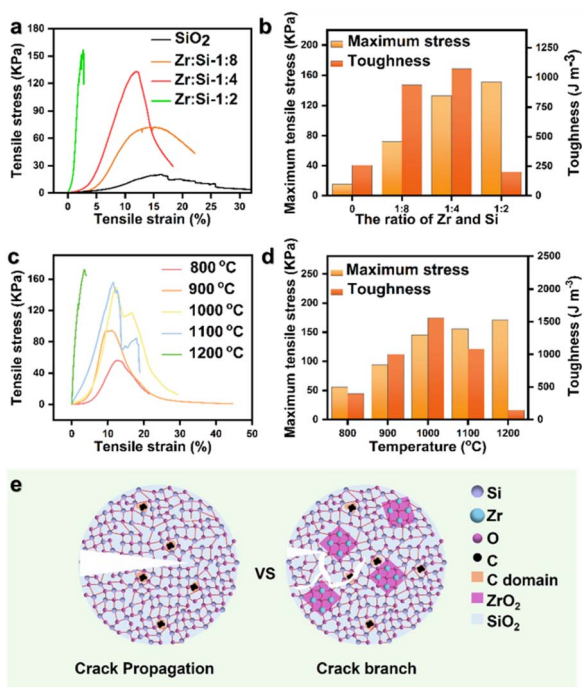 a
Tensile stress (KPa)
180
150
120
90
60
30
0
SiO2
Zr:Si-1:8
Zr:Si-1:4
Zr:Si-1:2
0 5 10 15 20 25 30
Tensile strain (%)
b
Maximum tensile stress (KPa)
200
160
120
80
40
0
Maximum stress
Toughness
1250
1000
750
500
250
0
Toughness (J m-3)
0 1:8 1:4 1:2
The ratio of Zr and Si
c
Tensile stress (KPa)
160
120
80
40
0
800 °C
900 °C
1000 °C
1100 °C
1200 °C
0 10 20 30 40 50
Tensile strain (%)
d
Maximum tensile stress (KPa)
250
200
150
100
50
0
Maximum stress
Toughness
2500
2000
1500
1000
500
0
Toughness (J m-3)
800 900 1000 1100 1200
Temperature (°C)
e
VS
Crack Propagation
Crack branch
Si
Zr
O
C
C domain
ZrO2
SiO2